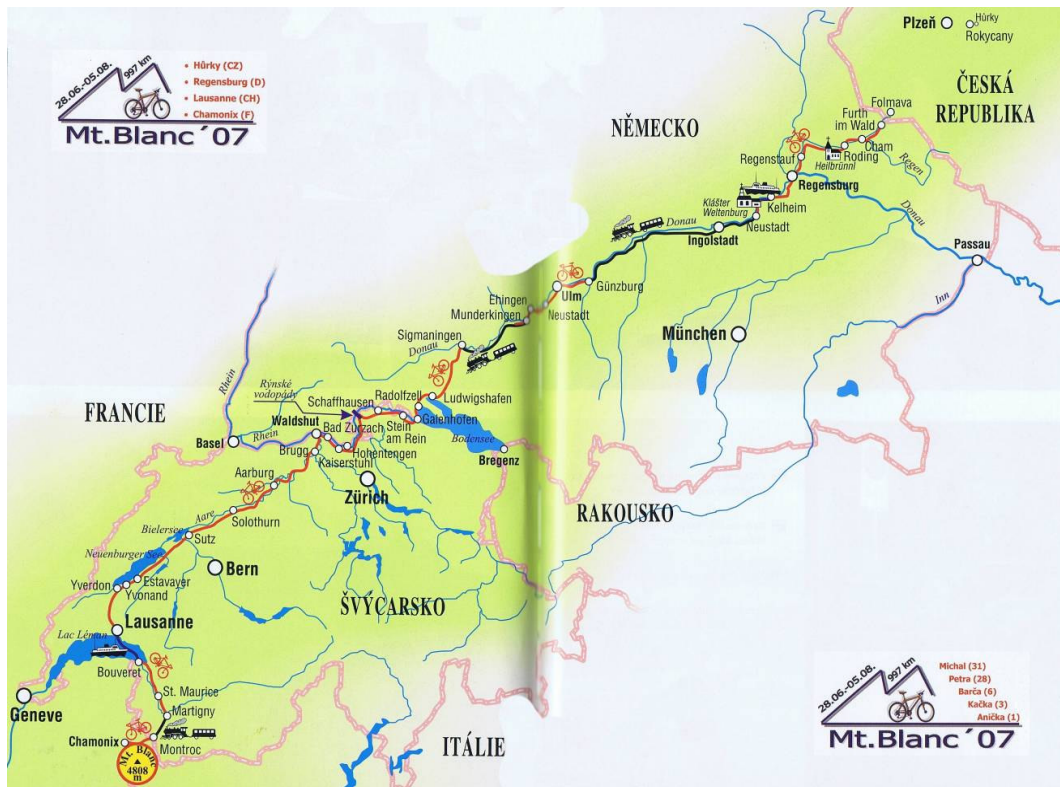 28.06.-05.08.
997 km
• Hůrky (CZ)
• Regensburg (D)
• Lausanne (CH)
• Chamonix (F)
Mt.Blanc ´07
Plzeň
Hůrky
Rokycany
ČESKÁ
REPUBLIKA
NĚMECKO
Folmava
Furth
im Wald
Cham
Roding
Heilbrünnl
Regen
Regenstauf
Regensburg
Donau
Klášter
Weltenburg
Kelheim
Neustadt
Donau
Ingolstadt
Passau
Inn
Günzburg
Ulm
Neustadt
Ehingen
Munderkingen
München
Sigmaningen
Donau
Rhein
Rýnské
vodopády
Schaffhausen
Radolfzell
Ludwigshafen
Galenhofen
Stein
am Rein
Bodensee
Bregenz
FRANCIE
Waldshut
Bad Zurzach
Basel
Rhein
Hohentengen
Kaiserstuhl
Brugg
Zürich
Aarburg
Aare
Solothurn
Bielersee
Sutz
RAKOUSKO
Neuenburger See
Bern
Estavayer
Yvonand
Yverdon
ŠVÝCARSKO
Lausanne
Lac Léman
Bouveret
St. Maurice
Geneve
Martigny
Chamonix
Montroc
Mt. Blanc
4808
m
ITÁLIE
28.06.-05.08.
997 km
Michal (31)
Petra (28)
Barča (6)
Kačka (3)
Anička (1)
Mt.Blanc ´07